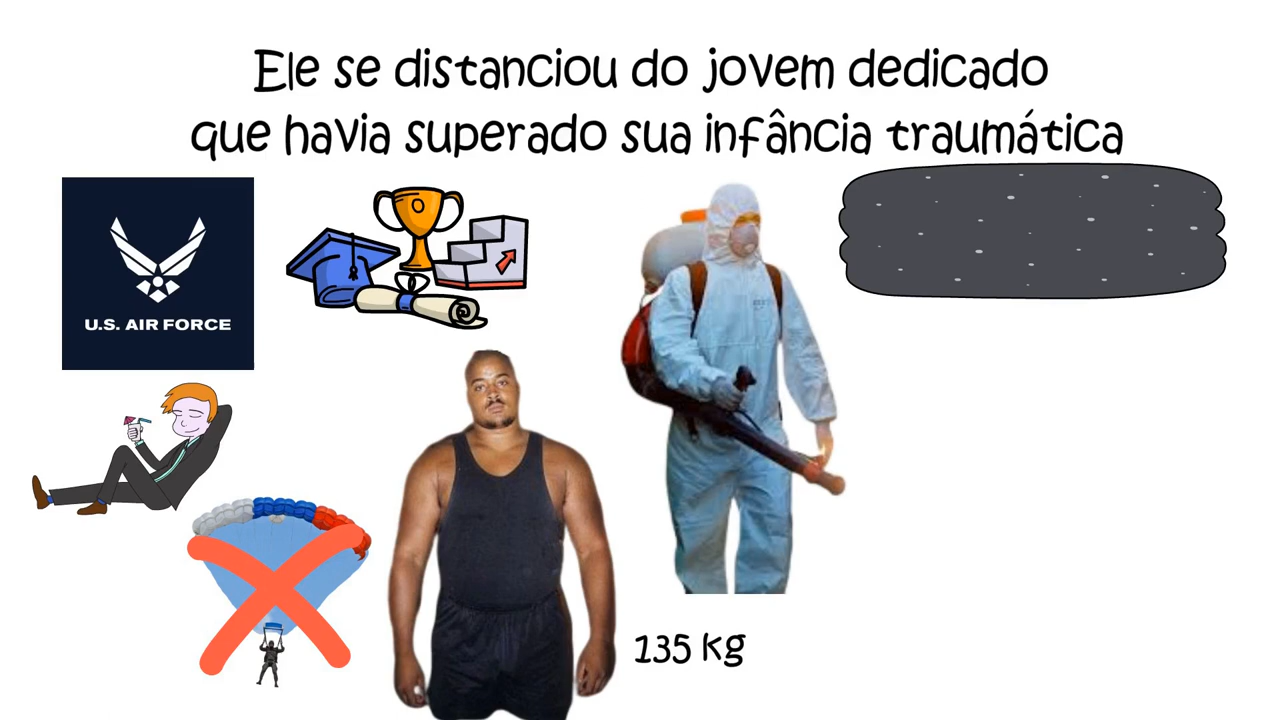 Ele se distanciou do jovem dedicado
que havia superado sua infância traumática
U.S. AIR FORCE
135 kg